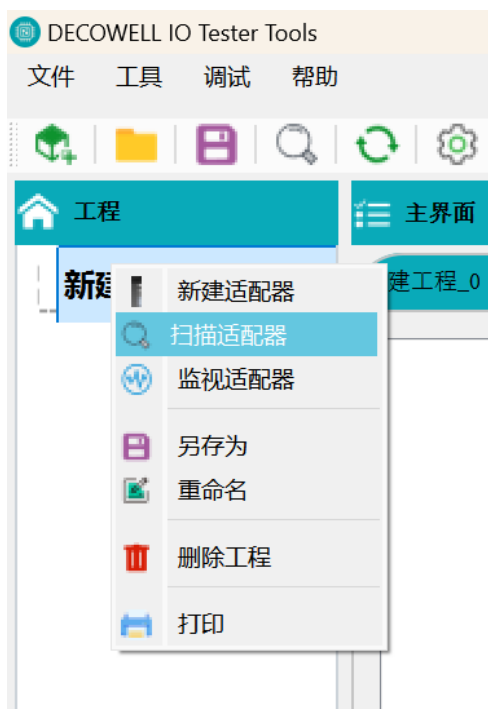 DECOWELL IO Tester Tools
文件 工具 调试 帮助
工程
主界面
新建
建工程_0
新建适配器
扫描适配器
监视适配器
另存为
重命名
删除工程
打印